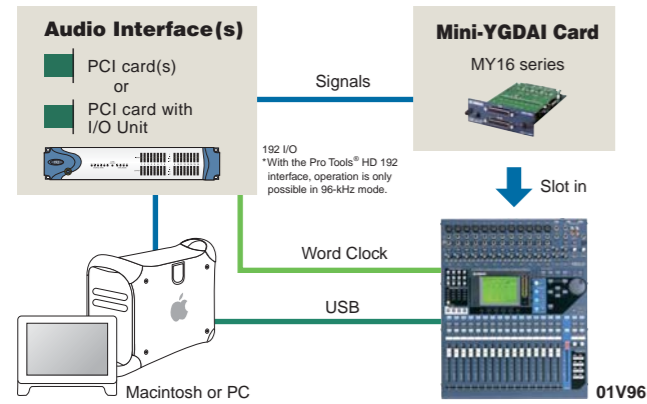 Audio Interface(s)
PCI card(s)
or
PCI card with
I/O Unit
Signals
Mini-YGDAI Card
MY16 series
192 I/O
*With the Pro Tools® HD 192
interface, operation is only
possible in 96-kHz mode.
Slot in
Word Clock
USB
Macintosh or PC
01V96